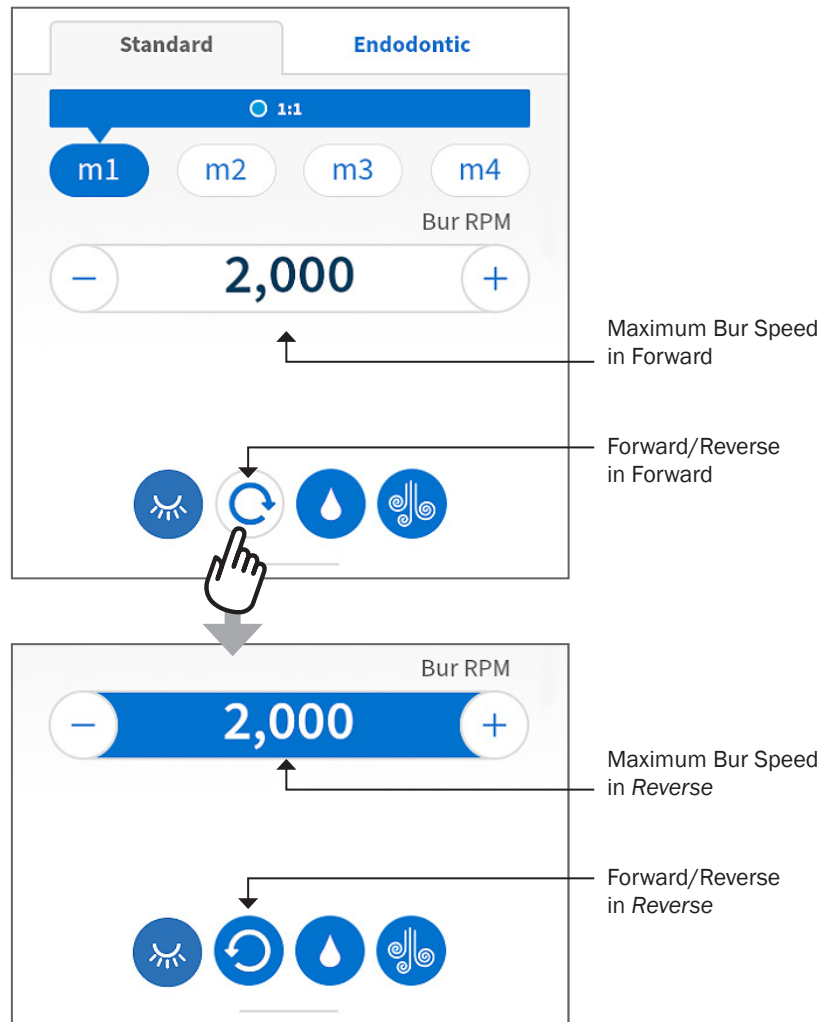 Standard Endodontic
1:1
m1 m2 m3 m4
Bur RPM
− 2,000 +
Maximum Bur Speed
in Forward
Forward/Reverse
in Forward
Bur RPM
− 2,000 +
Maximum Bur Speed
in Reverse
Forward/Reverse
in Reverse